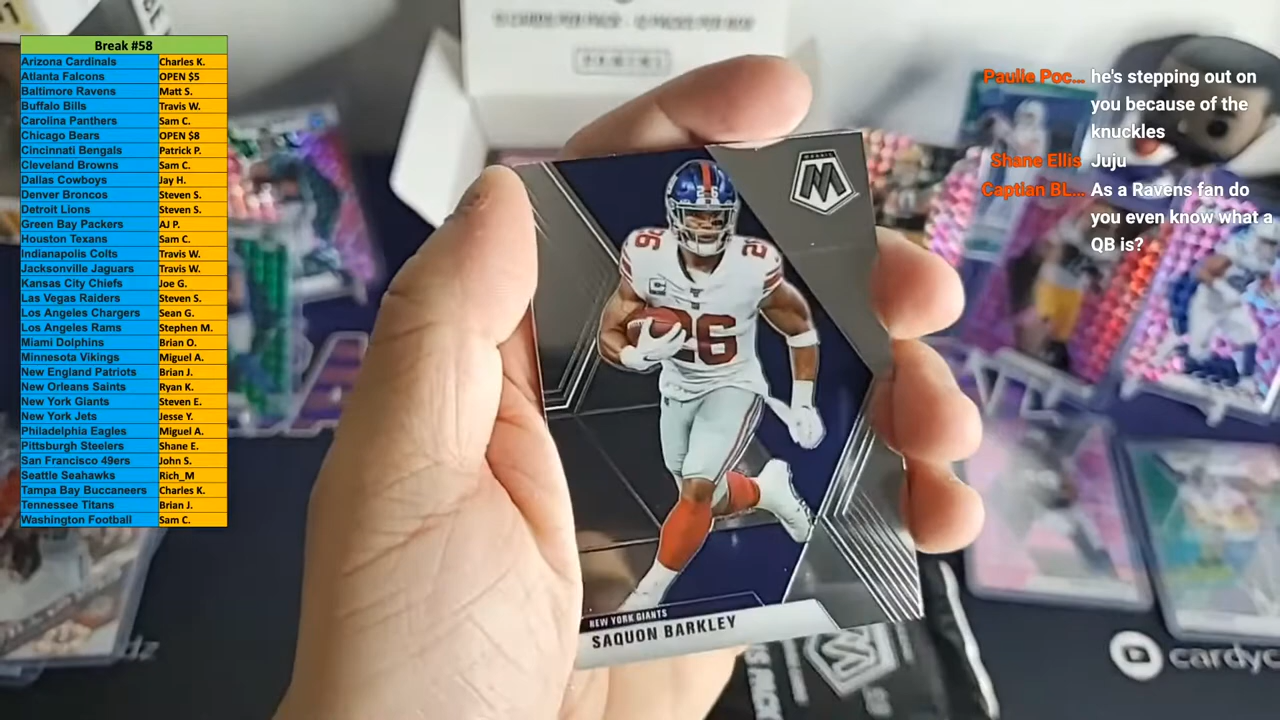 Break #58
Arizona Cardinals Charles K.
Atlanta Falcons OPEN $5
Baltimore Ravens Matt S.
Buffalo Bills Travis W.
Carolina Panthers Sam C.
Chicago Bears OPEN $8
Cincinnati Bengals Patrick P.
Cleveland Browns Sam C.
Dallas Cowboys Jay H.
Denver Broncos Steven S.
Detroit Lions Steven S.
Green Bay Packers AJ P.
Houston Texans Sam C.
Indianapolis Colts Travis W.
Jacksonville Jaguars Travis W.
Kansas City Chiefs Joe G.
Las Vegas Raiders Steven S.
Los Angeles Chargers Sean G.
Los Angeles Rams Stephen M.
Miami Dolphins Brian O.
Minnesota Vikings Miguel A.
New England Patriots Brian J.
New Orleans Saints Ryan K.
New York Giants Steven E.
New York Jets Jesse Y.
Philadelphia Eagles Miguel A.
Pittsburgh Steelers Shane E.
San Francisco 49ers John S.
Seattle Seahawks Rich_M
Tampa Bay Buccaneers Charles K.
Tennessee Titans Brian J.
Washington Football Sam C.
PANINI
MOSAIC
M
26
26
26
26
C
NEW YORK GIANTS
SAQUON BARKLEY
Paulie Poc... he's stepping out on
you because of the
knuckles
Shane Ellis Juju
Captian BL... As a Ravens fan do
you even know what a
QB is?
cardyc